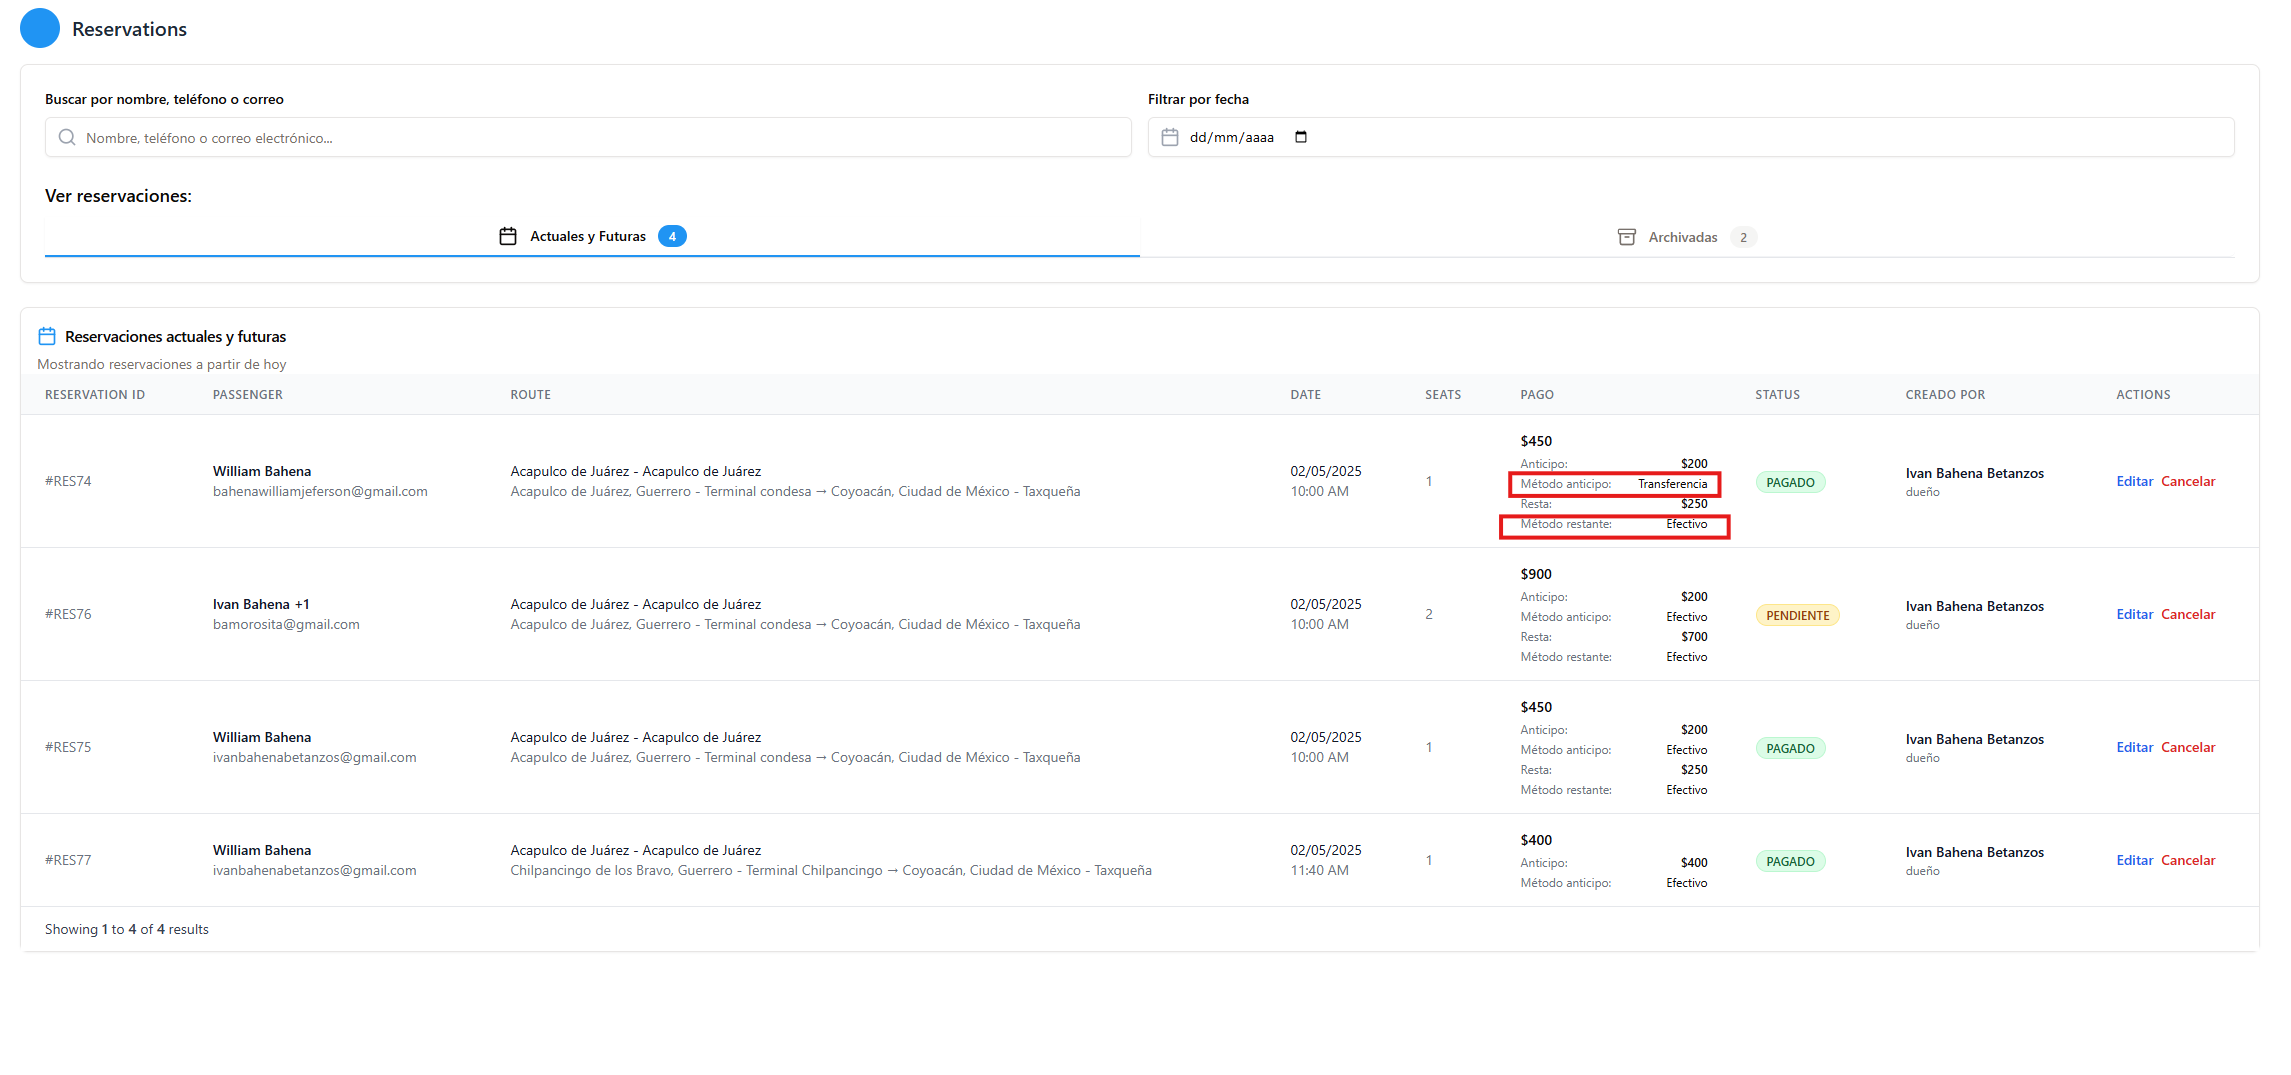 Reservations
Buscar por nombre, teléfono o correo
Filtrar por fecha
Nombre, teléfono o correo electrónico...
dd/mm/aaaa
Ver reservaciones:
Actuales y Futuras 4
Archivadas 2
Reservaciones actuales y futuras
Mostrando reservaciones a partir de hoy
RESERVATION ID PASSENGER ROUTE DATE SEATS PAGO STATUS CREADO POR ACTIONS
#RES74
William Bahena
bahenawilliamjeferson@gmail.com
Acapulco de Juárez - Acapulco de Juárez
Acapulco de Juárez, Guerrero - Terminal condesa → Coyoacán, Ciudad de México - Taxqueña
02/05/2025
10:00 AM
1
$450
Anticipo: $200
Método anticipo: Transferencia
Resta: $250
Método restante: Efectivo
PAGADO
Ivan Bahena Betanzos
dueño
Editar Cancelar
#RES76
Ivan Bahena +1
bamorosita@gmail.com
Acapulco de Juárez - Acapulco de Juárez
Acapulco de Juárez, Guerrero - Terminal condesa → Coyoacán, Ciudad de México - Taxqueña
02/05/2025
10:00 AM
2
$900
Anticipo: $200
Método anticipo: Efectivo
Resta: $700
Método restante: Efectivo
PENDIENTE
Ivan Bahena Betanzos
dueño
Editar Cancelar
#RES75
William Bahena
ivanbahenabetanzos@gmail.com
Acapulco de Juárez - Acapulco de Juárez
Acapulco de Juárez, Guerrero - Terminal condesa → Coyoacán, Ciudad de México - Taxqueña
02/05/2025
10:00 AM
1
$450
Anticipo: $200
Método anticipo: Efectivo
Resta: $250
Método restante: Efectivo
PAGADO
Ivan Bahena Betanzos
dueño
Editar Cancelar
#RES77
William Bahena
ivanbahenabetanzos@gmail.com
Acapulco de Juárez - Acapulco de Juárez
Chilpancingo de los Bravo, Guerrero - Terminal Chilpancingo → Coyoacán, Ciudad de México - Taxqueña
02/05/2025
11:40 AM
1
$400
Anticipo: $400
Método anticipo: Efectivo
PAGADO
Ivan Bahena Betanzos
dueño
Editar Cancelar
Showing 1 to 4 of 4 results